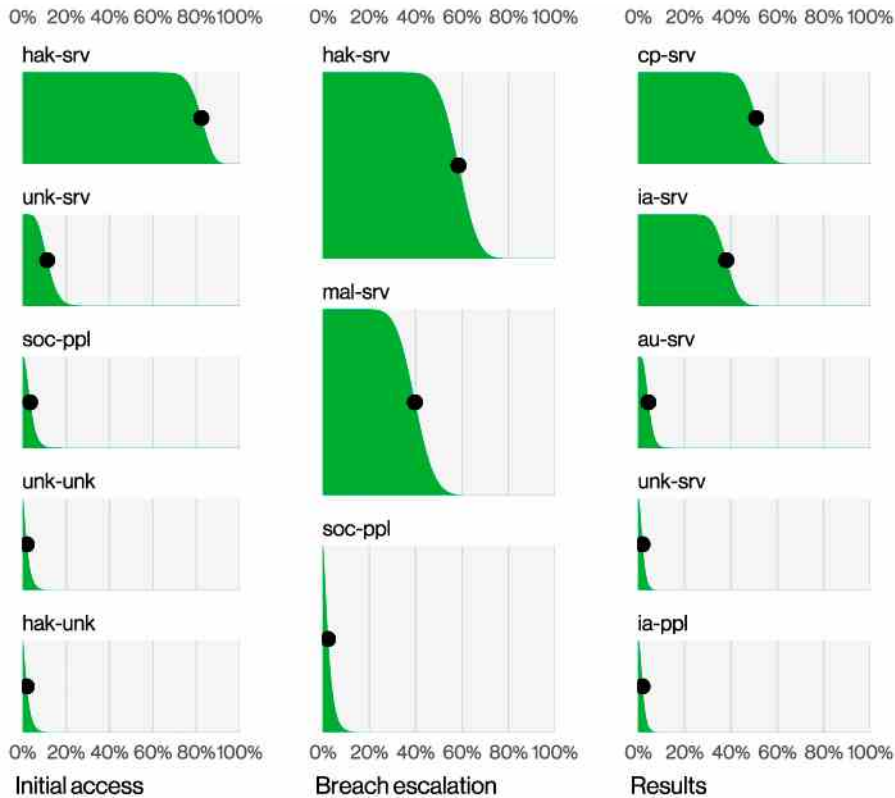 0% 20% 40% 60% 80% 100%
hak-srv
unk-srv
soc-ppl
unk-unk
hak-unk
0% 20% 40% 60% 80% 100%
Initial access
0% 20% 40% 60% 80% 100%
hak-srv
mal-srv
soc-ppl
0% 20% 40% 60% 80% 100%
Breach escalation
0% 20% 40% 60% 80% 100%
cp-srv
ia-srv
au-srv
unk-srv
ia-ppl
0% 20% 40% 60% 80% 100%
Results